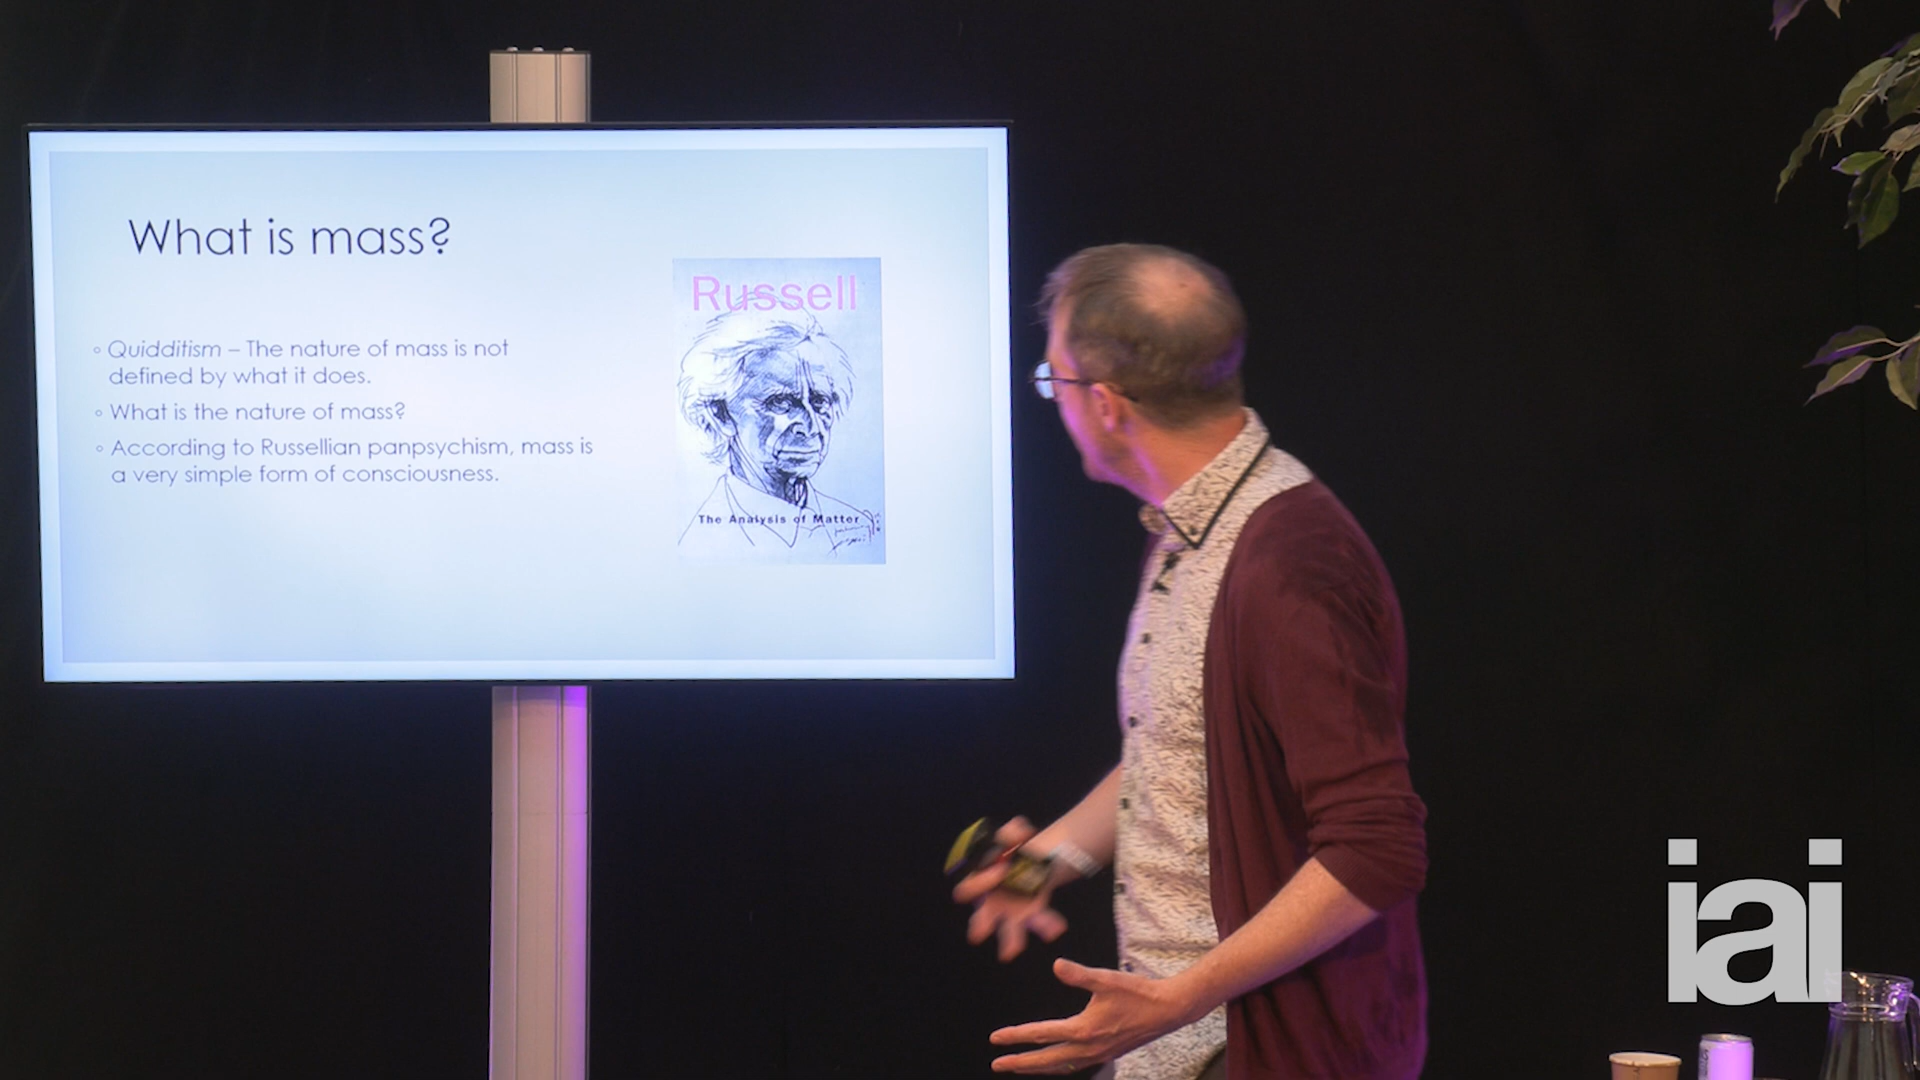 What is mass?
◦ Quidditism – The nature of mass is not
defined by what it does.
◦ What is the nature of mass?
◦ According to Russellian panpsychism, mass is
a very simple form of consciousness.
Russell
The Analysis of Matter
iai